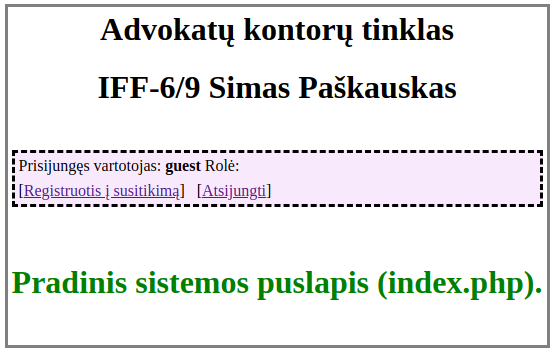 Advokatų kontorų tinklas
IFF-6/9 Simas Paškauskas
Prisijungęs vartotojas: guest Rolė:
[Registruotis į susitikimą] [Atsijungti]
Pradinis sistemos puslapis (index.php).